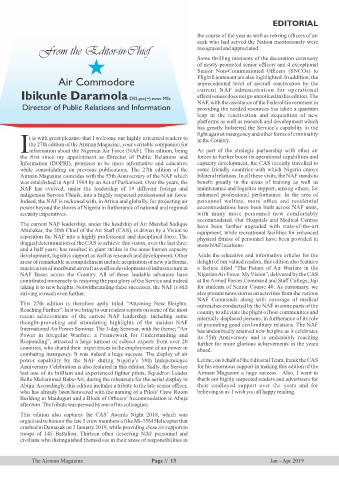 EDITORIAL
From the Editor-in-Chief
Air Commodore
Ibikunle Daramola DSS psc(+) mnse MSc
Director of Public Relations and Information
It is with great pleasure that I welcome our highly esteemed readers to
the 27th edition of the Airman Magazine, your veritable companion for
information about the Nigerian Air Force (NAF). This edition, being
the first since my appointment as Director of Public Relations and
Information (DOPRI), promises to be more informative and educative
while consolidating on previous publications. The 27th edition of the
Airman Magazine coincides with the 55th Anniversary of the NAF which
was established in April 1964 by an Act of Parliament. Over the years, the
NAF has evolved, under the leadership of 19 different foreign and
indigenous Service Chiefs, into a highly respected professional air force.
Indeed, the NAF is reckoned with, in Africa and globally, for projecting air
power beyond the shores of Nigeria in furtherance of national and regional
security imperatives.
The current NAF leadership, under the headship of Air Marshal Sadique
Abubakar, the 20th Chief of the Air Staff (CAS), is driven by a Vision to
reposition the NAF into a highly professional and disciplined force. The
dogged determination of the CAS to achieve this vision, over the last three
and a half years, has resulted in giant strides in the areas human capacity
development, logistics support as well as research and development. Other
areas of remarkable accomplishment include acquisition of new platforms,
reactivation of moribund aircraft as well as development of infrastructure in
NAF Bases across the Country. All of these laudable advances have
contributed immensely to restoring the past glory of the Service and indeed
taking it to new heights. Notwithstanding these successes, the NAF is still
striving to reach even further.
This 27th edition is therefore aptly titled "Attaining New Heights;
Reaching Further". In it we bring to our readers reports on some of the most
recent achievements of the current NAF leadership, including some
thought-provoking and stimulating highlights of the maiden NAF
International Air Power Seminar. The 3-day Seminar, with the theme; "Air
Power in Irregular Warfare; a Framework for Understanding and
Responding", attracted a large turnout of subject experts from over 20
countries, who shared their experiences in the employment of air power in
combating insurgency. It was indeed a huge success. The display of air
power capability by the NAF during Nigeria's 58th Independence
Anniversary Celebration is also featured in this edition. Sadly, the Service
lost one of its brilliant and experienced fighter pilots, Squadron Leader
Bello Mohammed Baba-Ari, during the rehearsals for the aerial display in
Abuja. Accordingly, this edition includes a tribute to the late senior officer,
who has already been honored with the naming of a Pilots' Crew Room
Building in Maiduguri and a Block of Officers' Accommodation in Abuja
after him. The tribute was penned by one of his colleagues.
This edition also captures the CAS' Awards Night 2018, which was
organised to honour the late 5 crew members of the Mi-35M Helicopter that
crashed in Damasak on 2 January 2019, while providing close air support to
troops of 145 Battalion. Thirteen other deserving NAF personnel and
civilians who distinguished themselves in their areas of responsibilities in
the course of the year as well as retiring officers of air
rank who had served the Nation meritoriously were
recognised and appreciated.
Some thrilling moments of the decoration ceremony
of newly-promoted senior officers and 4 exceptional
Senior Non-Commissioned Officers (SNCOs) to
Flight Lieutenant are also highlighted. In addition, the
unprecedented level of aircraft reactivation by the
current NAF administration for operational
effectiveness does not go unnoticed in this edition. The
NAF, with the assistance of the Federal Government in
providing the needed resources has taken a quantum
leap in the reactivation and acquisition of new
platforms as well as research and development which
has greatly bolstered the Service's capability in the
fight against insurgency and other forms of criminality
in the Country.
As part of the strategic partnership with other air
forces to further boost its operational capabilities and
capacity development, the CAS recently travelled to
some friendly countries with which Nigeria enjoys
bilateral relations. In all these visits, the NAF stands to
benefit greatly in the areas of training as well as
maintenance and logistics support, among others, for
enhanced professional performance. In the area of
personnel welfare, more office and residential
accommodations have been built across NAF units,
with many more personnel now comfortably
accommodated. Our Hospitals and Medical Centres
have been further upgraded with state-of-the-art
equipment, while recreational facilities for enhanced
physical fitness of personnel have been provided in
more NAF locations.
Aside the educative and informative articles for the
delight of our valued readers, this edition also features
a lecture titled "The Future of Air Warfare in the
Nigerian Air Force: My Vision", delivered by the CAS
at the Armed Forces Command and Staff College, Jaji
for students of Senior Course 40. At customary, we
also present news stories on activities from the various
NAF Commands along with coverage of medical
outreaches conducted by the NAF in some parts of the
country to alleviate the plight of host communities and
internally displaced persons, in furtherance of its role
of promoting good civil-military relations. The NAF
has unselectively attained new heights as it celebrates
its 55th Anniversary and is undeniably reaching
further for more glorious achievements in the years
ahead.
Let me, on behalf of the Editorial Team, thank the CAS
for his enormous support in making this edition of the
Airman Magazine a huge success. Also, I want to
thank our highly respected readers and advertisers for
their continued support over the years and for
believing in us. I wish you all happy reading.
The Airman Magazine Page // 13 Jan - Apr 2019